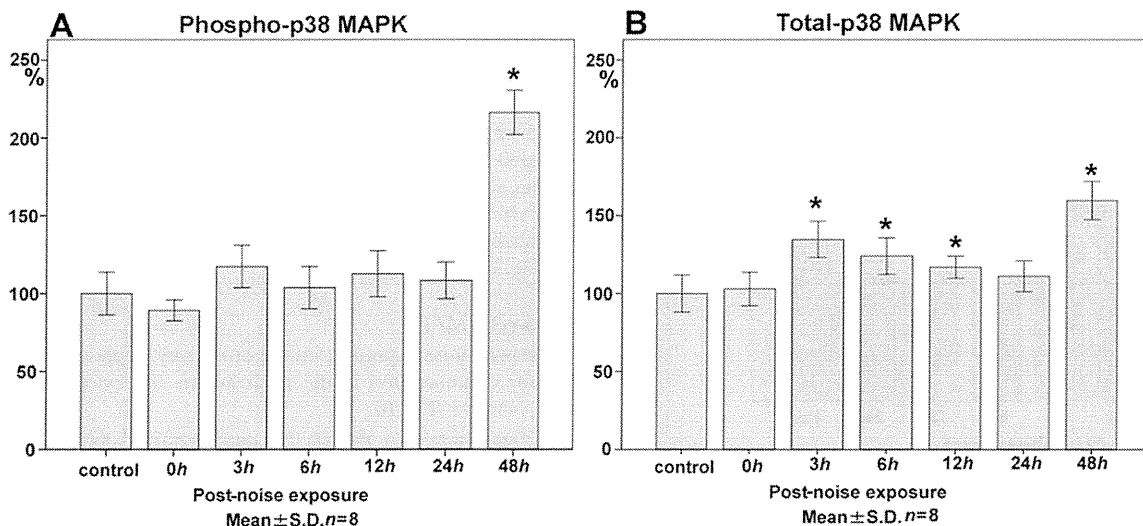 A Phospho-p38 MAPK
250
%
200
150
100
50
0
*
control 0h 3h 6h 12h 24h 48h
Post-noise exposure
Mean±S.D. n=8
B Total-p38 MAPK
250
%
200
150
100
50
0
* * * *
control 0h 3h 6h 12h 24h 48h
Post-noise exposure
Mean±S.D. n=8